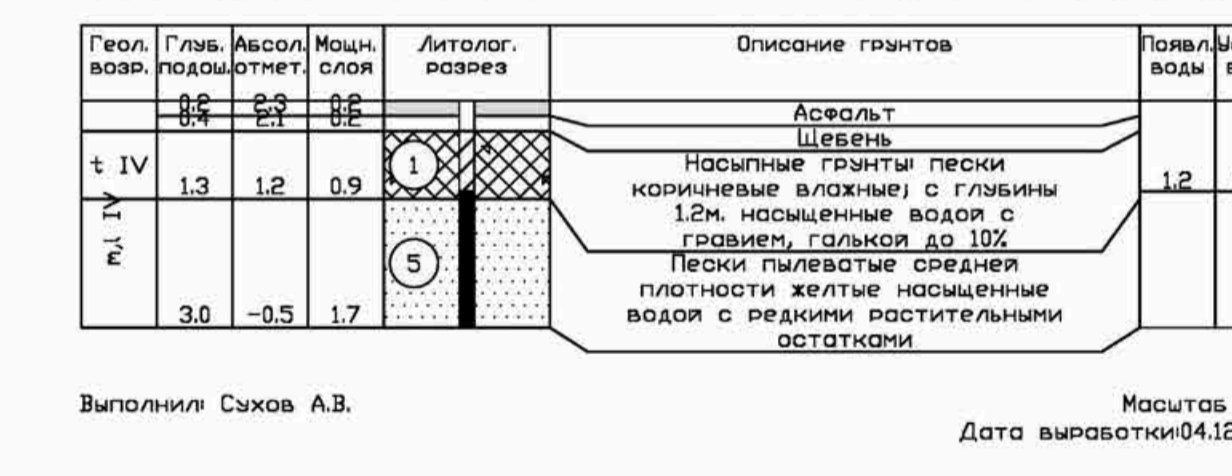 Геол. возр.
Глуб. подош.
Абсол. отмет.
Мощн. слоя
Литолог. разрез
Описание грунтов
Появл. воды
0.2 2.3 0.2
Асфальт
0.4 2.1 0.2
Щебень
t IV
1.3 1.2 0.9
1
Насыпные грунты: пески
коричневые влажные; с глубины
1.2м. насыщенные водой с
гравием, галькой до 10%
1.2
m,l IV
3.0 -0.5 1.7
5
Пески пылеватые средней
плотности желтые насыщенные
водой с редкими растительными
остатками
Выполнил: Сухов А.В.
Масштаб
Дата выработки:04.12